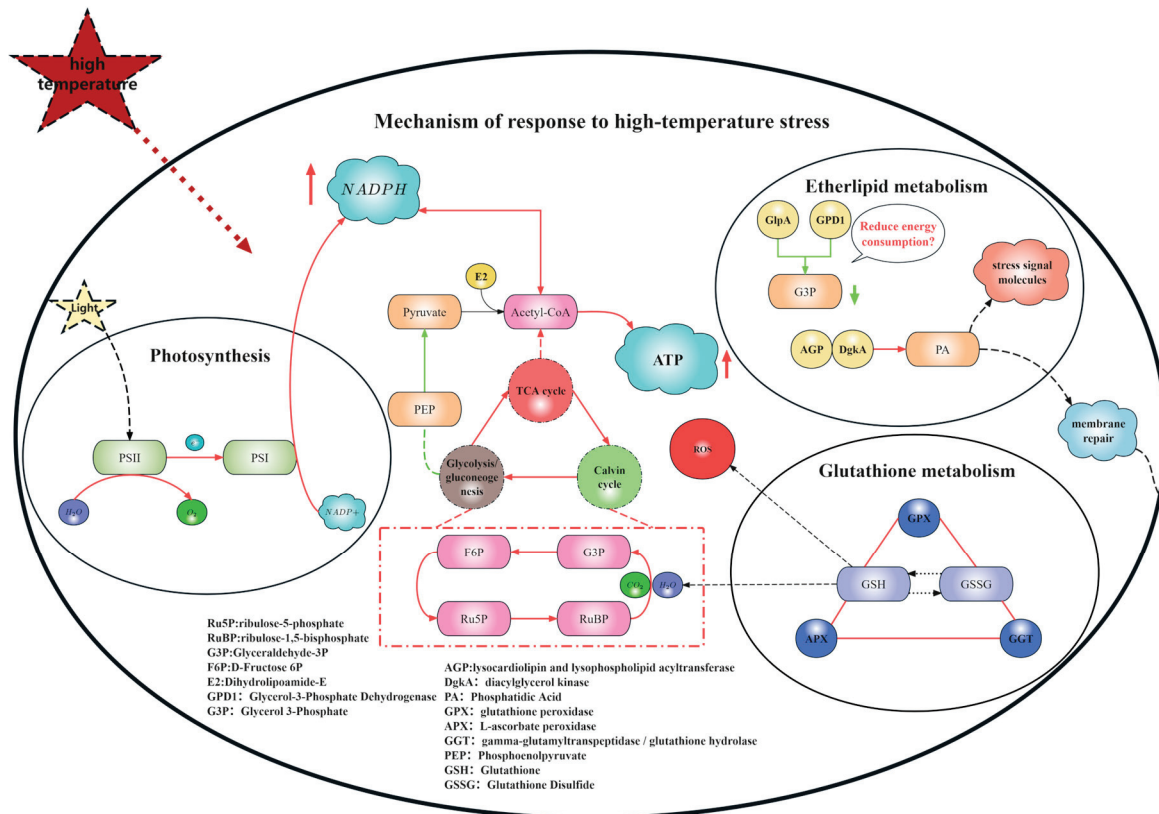 high
temperature
Mechanism of response to high-temperature stress
NADPH
Etherlipid metabolism
GlpA
GPD1
Reduce energy
consumption?
G3P
stress signal
molecules
AGP
DgkA
PA
membrane
repair
Light
Photosynthesis
PSII
e
PSI
H₂O
O₂
NADP+
E2
Pyruvate
Acetyl-CoA
ATP
PEP
TCA cycle
Glycolysis/
gluconeoge
nesis
Calvin
cycle
ROS
F6P
G3P
CO₂
H₂O
Ru5P
RuBP
Glutathione metabolism
GPX
GSH
GSSG
APX
GGT
Ru5P:ribulose-5-phosphate
RuBP:ribulose-1,5-bisphosphate
G3P:Glyceraldehyde-3P
F6P:D-Fructose 6P
E2:Dihydrolipoamide-E
GPD1：Glycerol-3-Phosphate Dehydrogenase
G3P：Glycerol 3-Phosphate
AGP:lysocardiolipin and lysophospholipid acyltransferase
DgkA：diacylglycerol kinase
PA：Phosphatidic Acid
GPX：glutathione peroxidase
APX：L-ascorbate peroxidase
GGT：gamma-glutamyltranspeptidase / glutathione hydrolase
PEP：Phosphoenolpyruvate
GSH：Glutathione
GSSG：Glutathione Disulfide